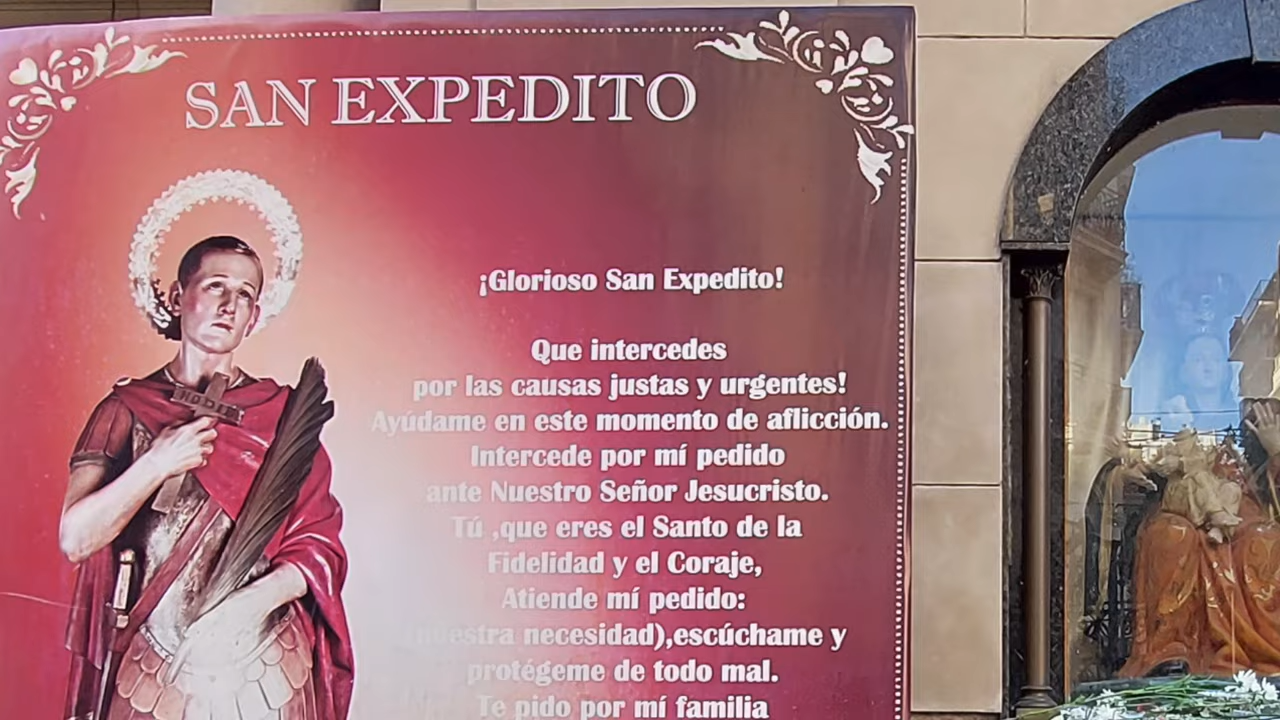 SAN EXPEDITO
¡Glorioso San Expedito!
Que intercedes
por las causas justas y urgentes!
Ayúdame en este momento de aflicción.
Intercede por mí pedido
ante Nuestro Señor Jesucristo.
Tú ,que eres el Santo de la
Fidelidad y el Coraje,
Atiende mí pedido:
necesidad),escúchame y
protégeme de todo mal.
Te pido por mí familia
HODIE